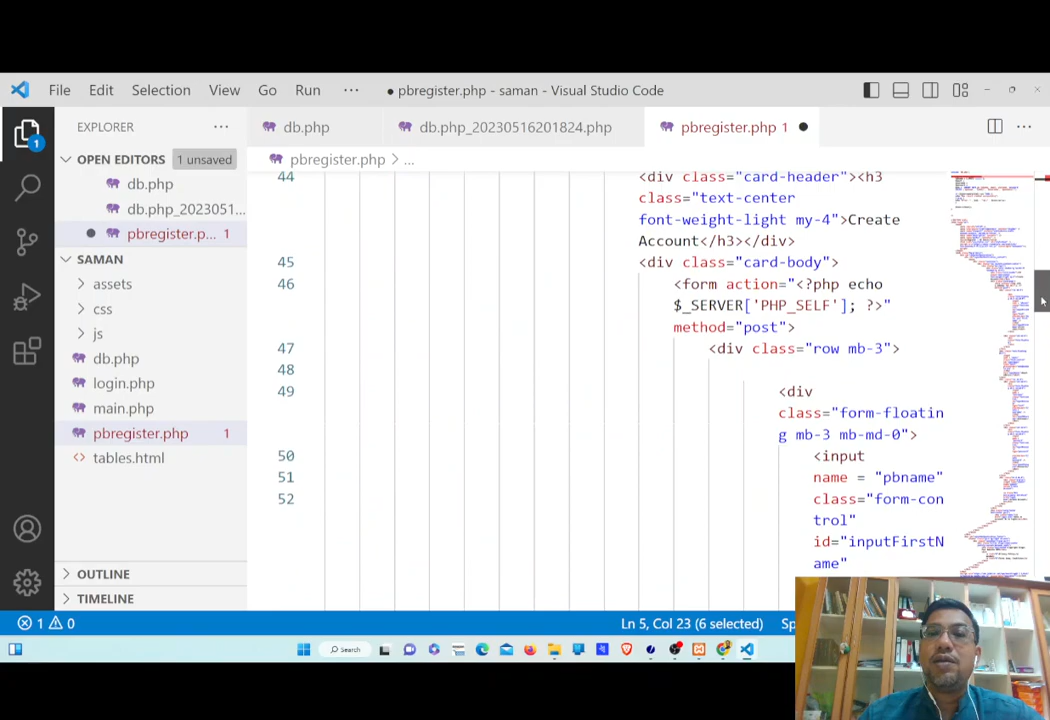 File Edit Selection View Go Run ··· ● pbregister.php - saman - Visual Studio Code
1
EXPLORER ···
db.php
db.php_20230516201824.php
pbregister.php 1 ●
OPEN EDITORS 1 unsaved
pbregister.php > ...
db.php
db.php_2023051...
● pbregister.p... 1
SAMAN
assets
css
js
db.php
login.php
main.php
pbregister.php 1
<> tables.html
OUTLINE
TIMELINE
44 <div class="card-header"><h3
class="text-center
font-weight-light my-4">Create
Account</h3></div>
45 <div class="card-body">
46 <form action="<?php echo
$_SERVER['PHP_SELF']; ?>"
method="post">
47 <div class="row mb-3">
48
49 <div
class="form-floatin
g mb-3 mb-md-0">
50 <input
51 name = "pbname"
52 class="form-con
trol"
id="inputFirstN
ame"
1 0 Ln 5, Col 23 (6 selected) Sp
Search